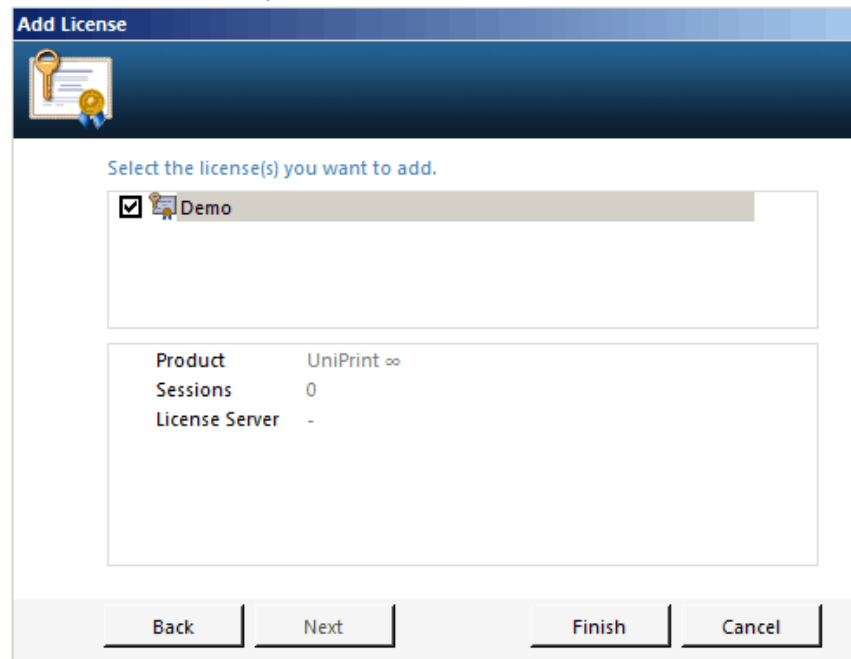 Add License
Select the license(s) you want to add.
Demo
Product UniPrint ∞
Sessions 0
License Server -
Back Next Finish Cancel